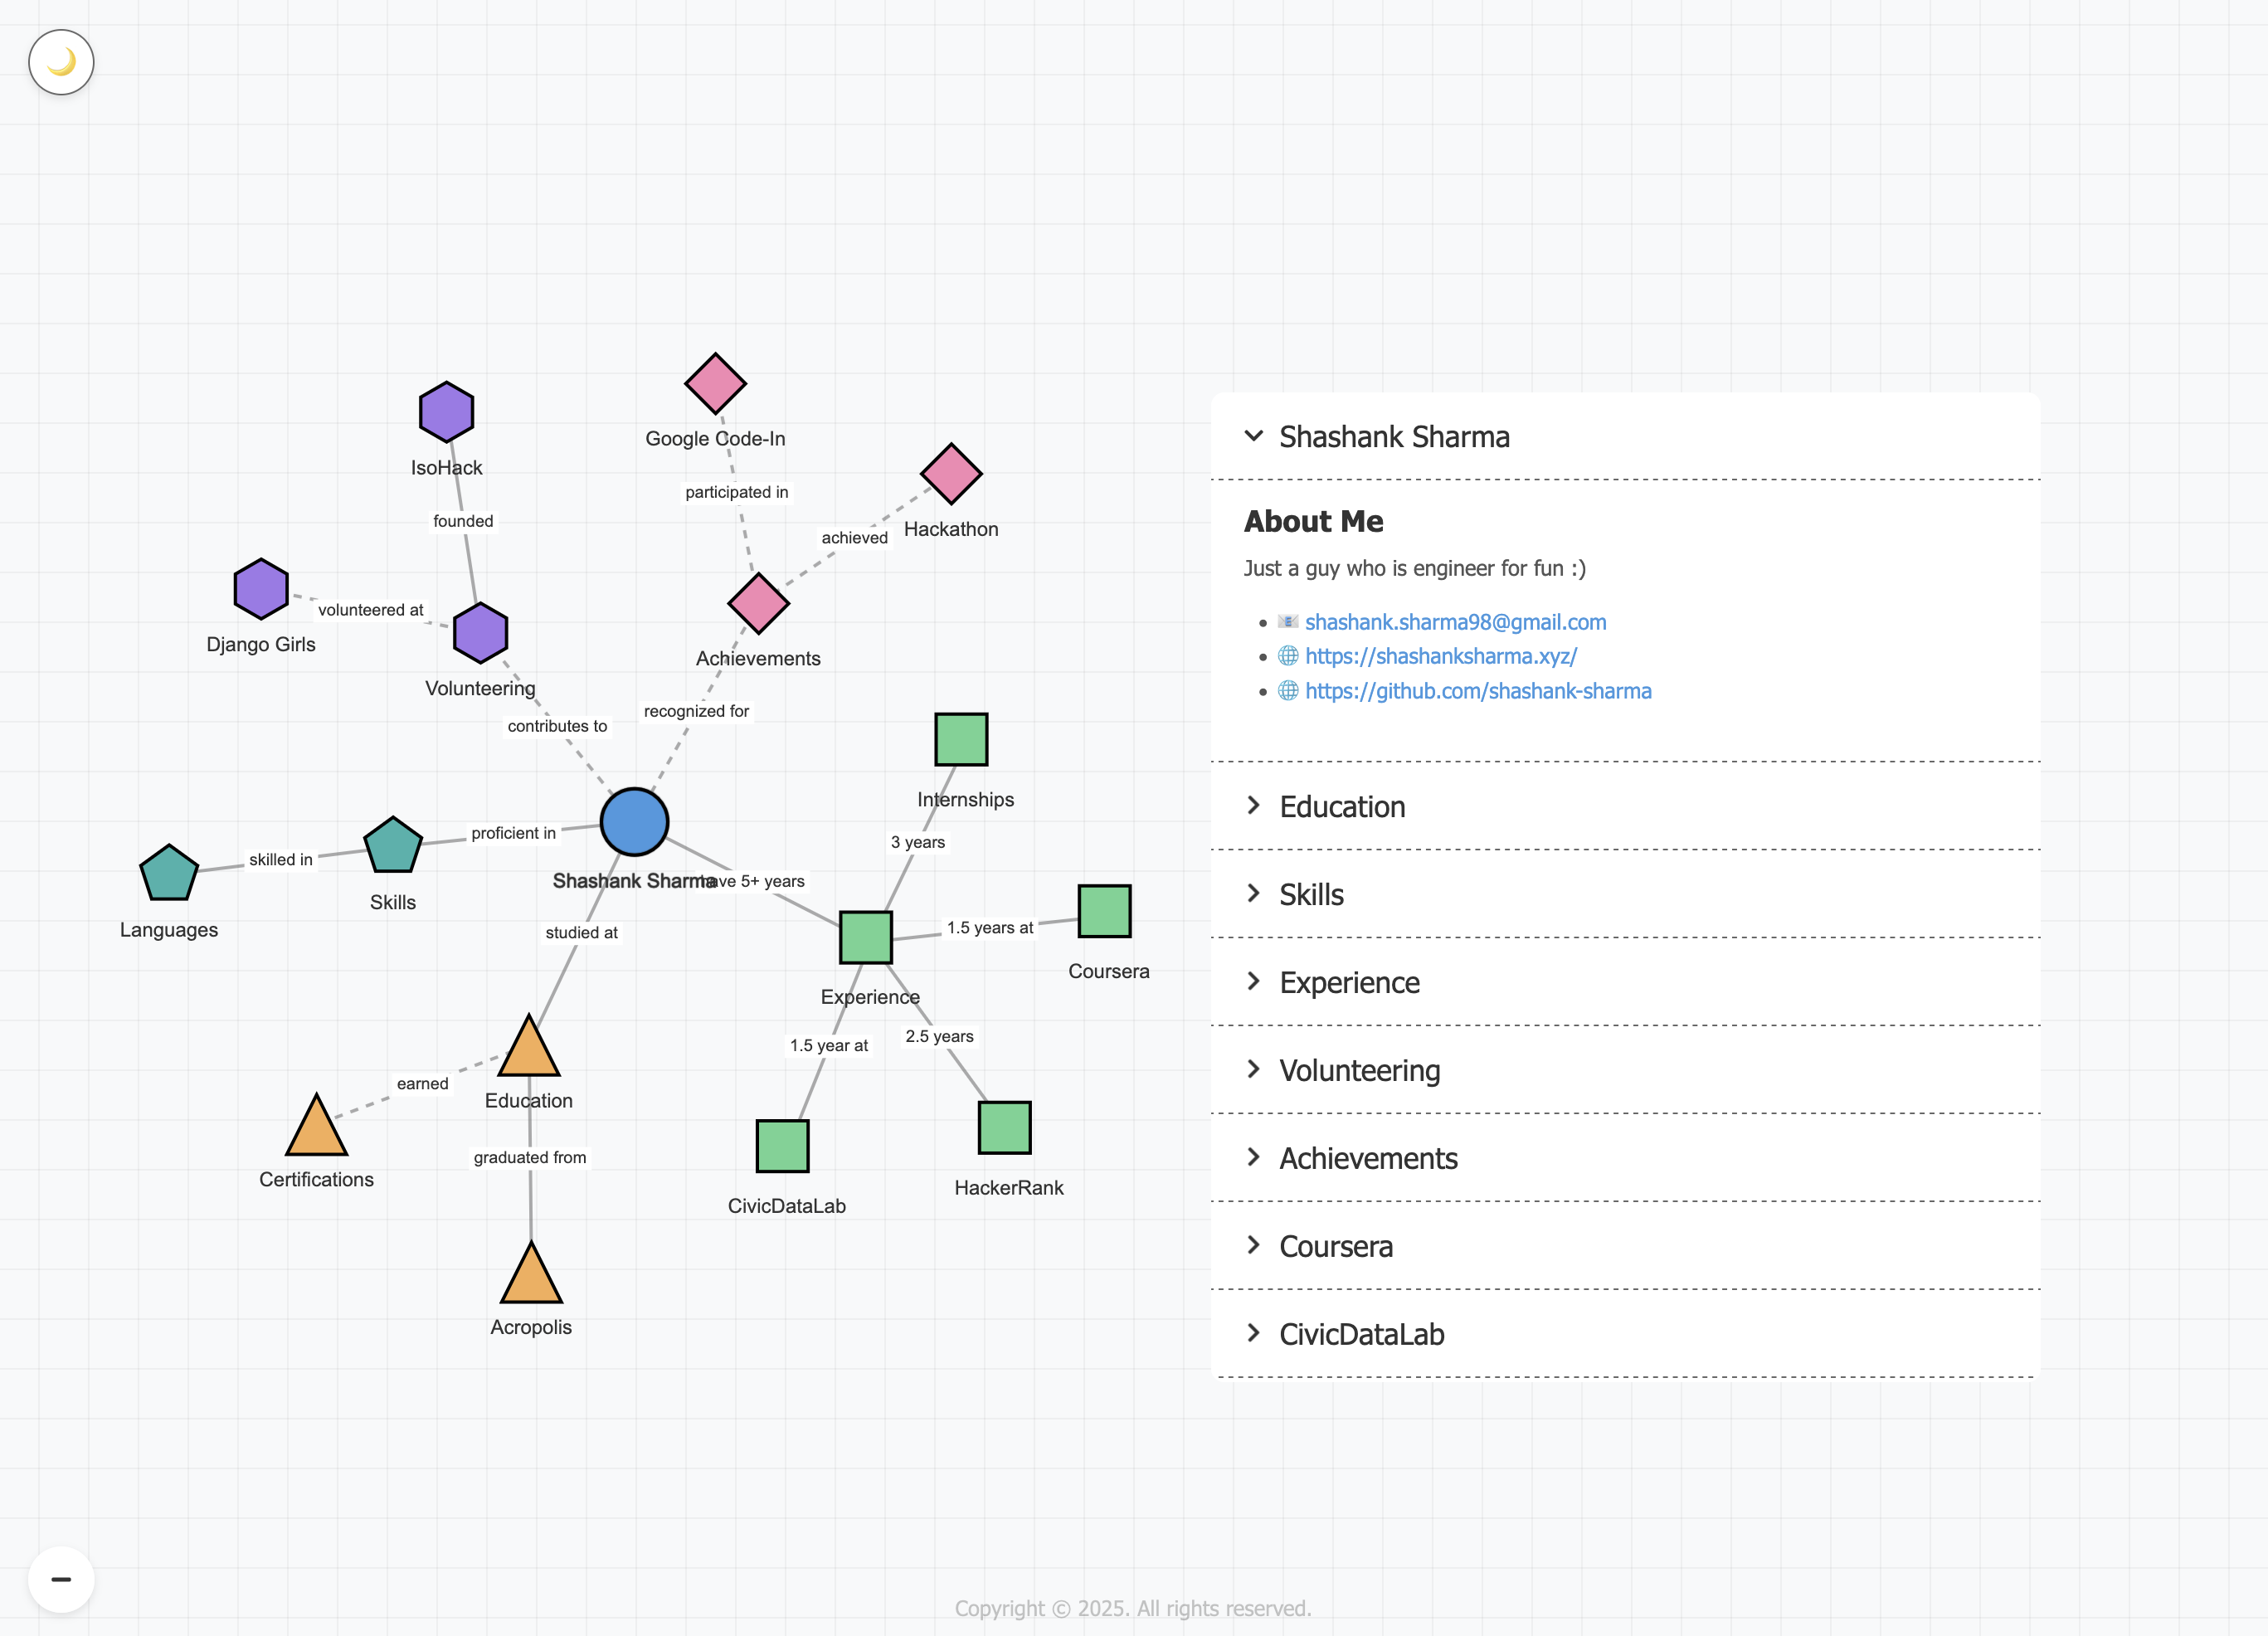 Google Code-In
IsoHack
participated in
Hackathon
founded
achieved
volunteered at
Django Girls
Achievements
Volunteering
recognized for
contributes to
Internships
proficient in
3 years
skilled in
Shashank Sharma
have 5+ years
Skills
Languages
studied at
1.5 years at
Coursera
Experience
2.5 years
1.5 year at
earned
Education
graduated from
Certifications
HackerRank
CivicDataLab
Acropolis
Shashank Sharma
About Me
Just a guy who is engineer for fun :)
shashank.sharma98@gmail.com
https://shashanksharma.xyz/
https://github.com/shashank-sharma
Education
Skills
Experience
Volunteering
Achievements
Coursera
CivicDataLab
Copyright © 2025. All rights reserved.